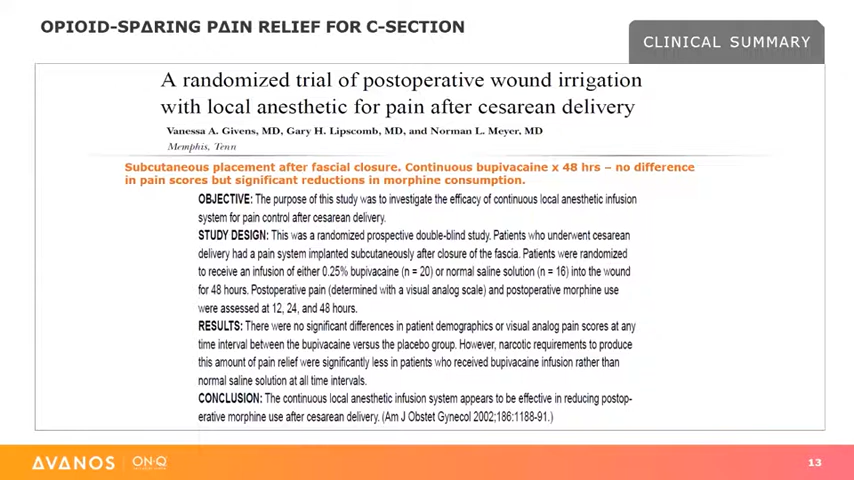 OPIOID-SPΔRING PΔIN RELIEF FOR C-SECTION
CLINICAL SUMMARY
A randomized trial of postoperative wound irrigation
with local anesthetic for pain after cesarean delivery
Vanessa A. Givens, MD, Gary H. Lipscomb, MD, and Norman L. Meyer, MD
Memphis, Tenn
Subcutaneous placement after fascial closure. Continuous bupivacaine x 48 hrs – no difference
in pain scores but significant reductions in morphine consumption.
OBJECTIVE: The purpose of this study was to investigate the efficacy of continuous local anesthetic infusion
system for pain control after cesarean delivery.
STUDY DESIGN: This was a randomized prospective double-blind study. Patients who underwent cesarean
delivery had a pain system implanted subcutaneously after closure of the fascia. Patients were randomized
to receive an infusion of either 0.25% bupivacaine (n = 20) or normal saline solution (n = 16) into the wound
for 48 hours. Postoperative pain (determined with a visual analog scale) and postoperative morphine use
were assessed at 12, 24, and 48 hours.
RESULTS: There were no significant differences in patient demographics or visual analog pain scores at any
time interval between the bupivacaine versus the placebo group. However, narcotic requirements to produce
this amount of pain relief were significantly less in patients who received bupivacaine infusion rather than
normal saline solution at all time intervals.
CONCLUSION: The continuous local anesthetic infusion system appears to be effective in reducing postop-
erative morphine use after cesarean delivery. (Am J Obstet Gynecol 2002;186:1188-91.)
AVANOS | ON-Q
13